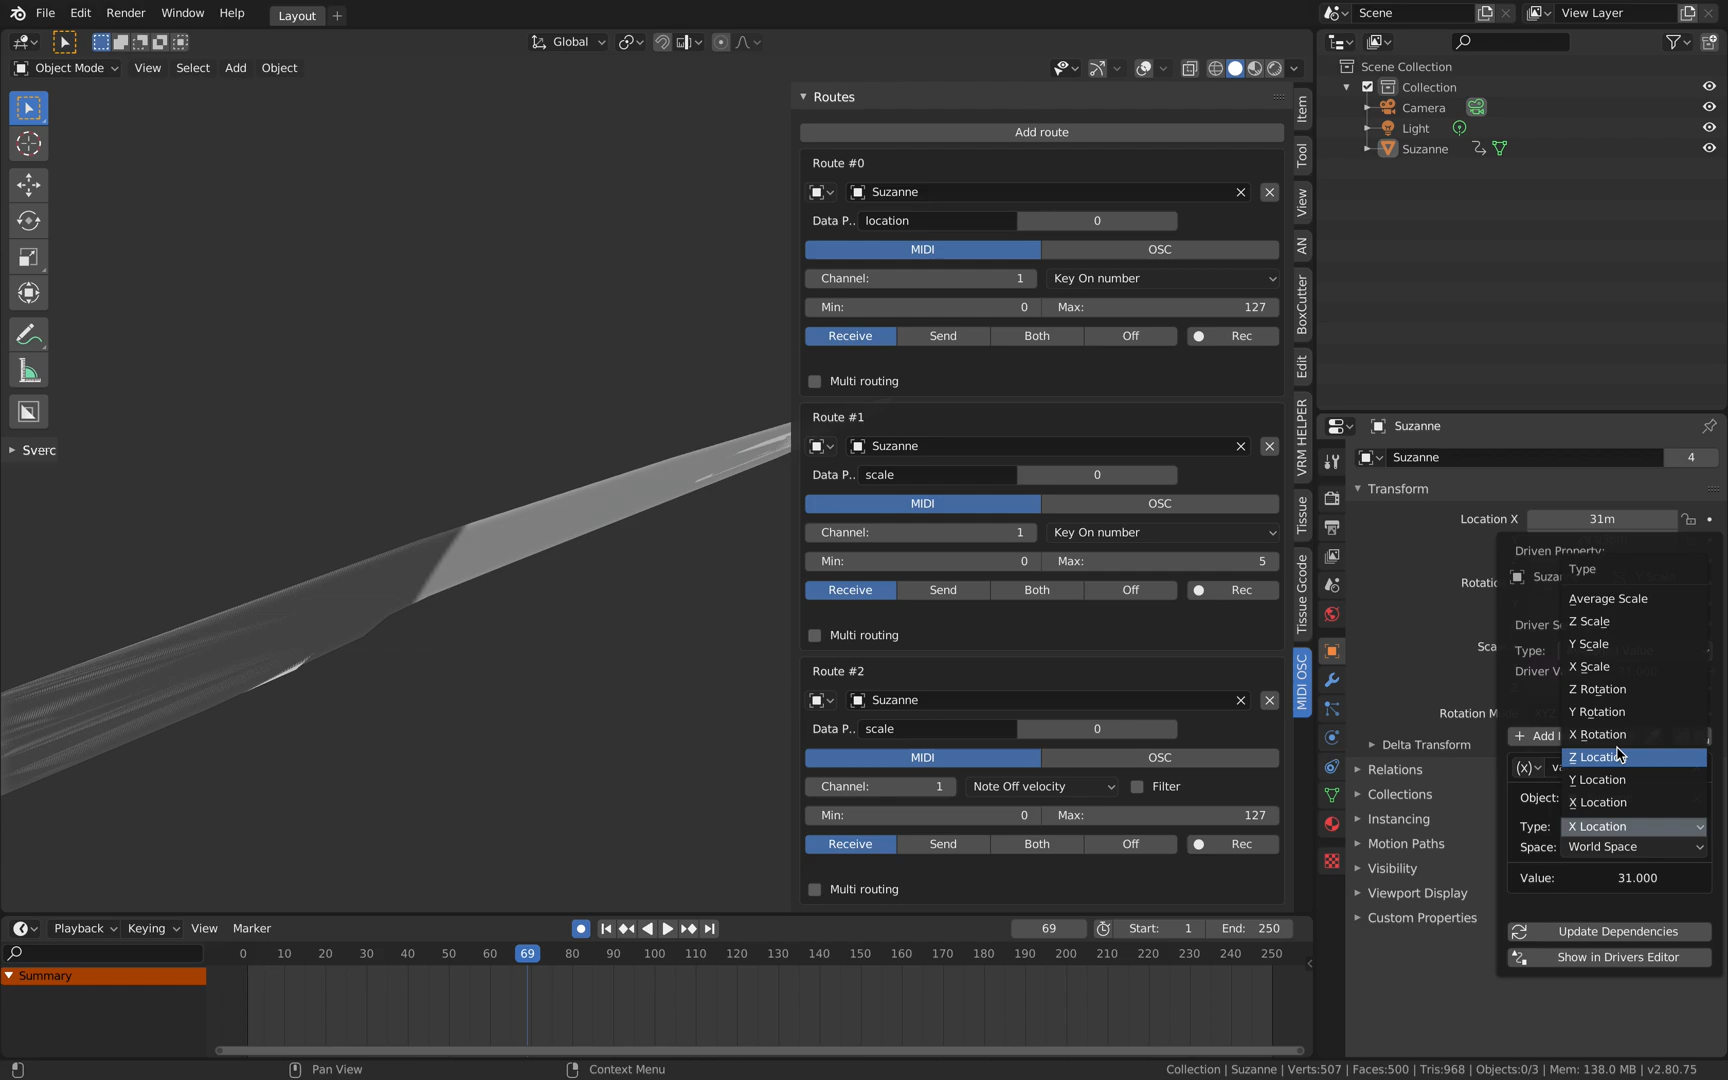 File Edit Render Window Help Layout
Scene
View Layer
Global
Object Mode View Select Add Object
Sverc
Routes
Add route
Route #0
Suzanne
Data P.. location 0
MIDI OSC
Channel: 1 Key On number
Min: 0 Max: 127
Receive Send Both Off Rec
Multi routing
Route #1
Suzanne
Data P.. scale 0
MIDI OSC
Channel: 1 Key On number
Min: 0 Max: 5
Receive Send Both Off Rec
Multi routing
Route #2
Suzanne
Data P.. scale 0
MIDI OSC
Channel: 1 Note Off velocity Filter
Min: 0 Max: 127
Receive Send Both Off Rec
Multi routing
Item
Tool
View
AN
BoxCutter
Edit
VRM HELPER
Tissue
Tissue Gcode
MIDI OSC
Scene Collection
Collection
Camera
Light
Suzanne
Suzanne
Suzanne 4
Transform
Location X 31m
Driven Property:
Type
Average Scale
Z Scale
Driver
Y Scale
Type:
X Scale
Z Rotation
Y Rotation
X Rotation
Z Locati
Y Location
X Location
Object:
Type: X Location
Space: World Space
Value: 31.000
Update Dependencies
Show in Drivers Editor
Delta Transform
Relations
Collections
Instancing
Motion Paths
Visibility
Viewport Display
Custom Properties
Playback Keying View Marker
69 Start: 1 End: 250
0 10 20 30 40 50 60 69 80 90 100 110 120 130 140 150 160 170 180 190 200 210 220 230 240 250
Summary
Pan View
Context Menu
Collection | Suzanne | Verts:507 | Faces:500 | Tris:968 | Objects:0/3 | Mem: 138.0 MB | v2.80.75